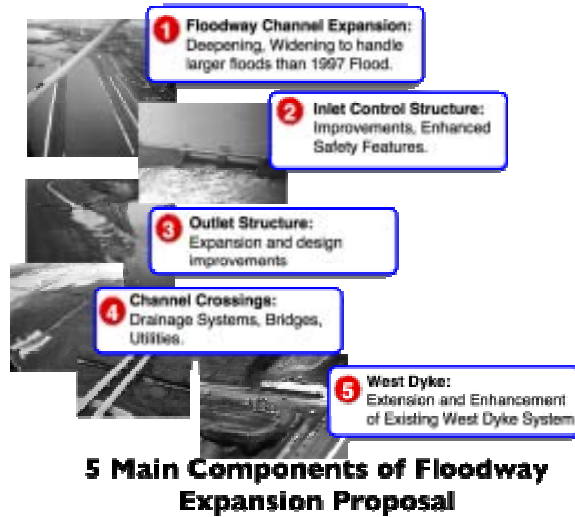 1 Floodway Channel Expansion:
Deepening, Widening to handle
larger floods than 1997 Flood.
2 Inlet Control Structure:
Improvements, Enhanced
Safety Features.
3 Outlet Structure:
Expansion and design
improvements
4 Channel Crossings:
Drainage Systems, Bridges,
Utilities.
5 West Dyke:
Extension and Enhancement
of Existing West Dyke System
5 Main Components of Floodway
Expansion Proposal